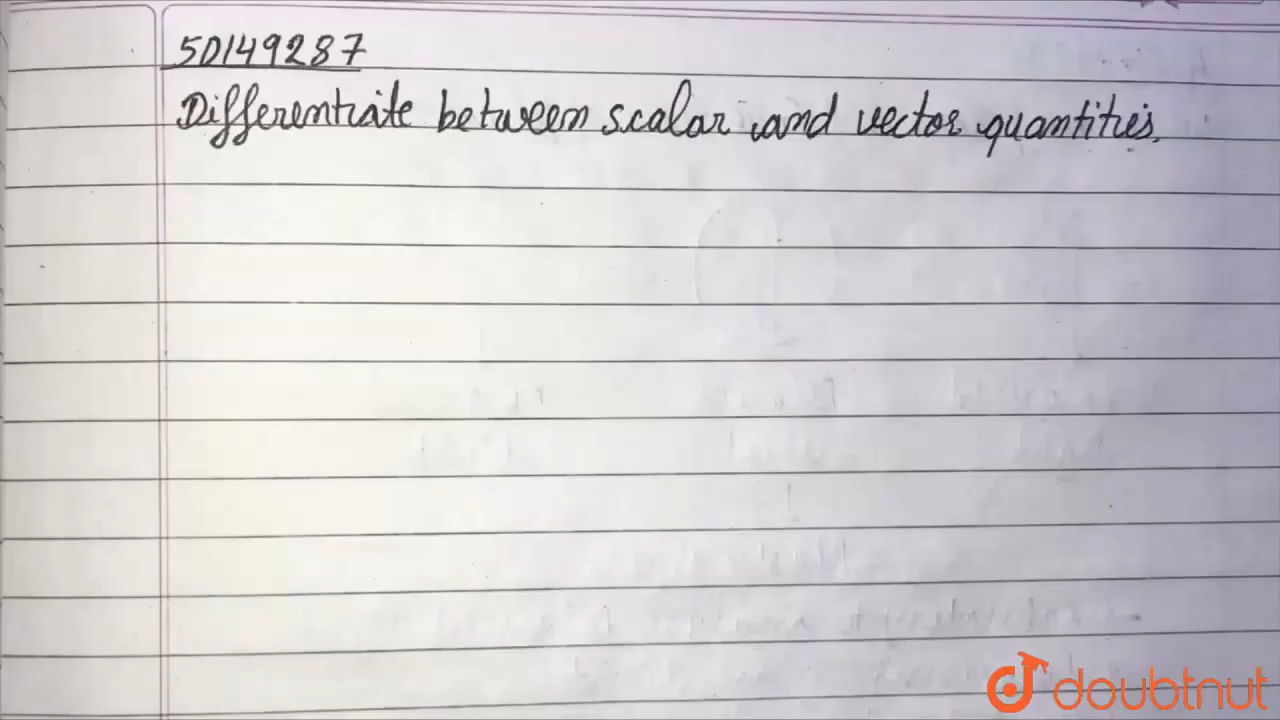 50149287
Differentiate between scalar and vector quantities.
doubtnut